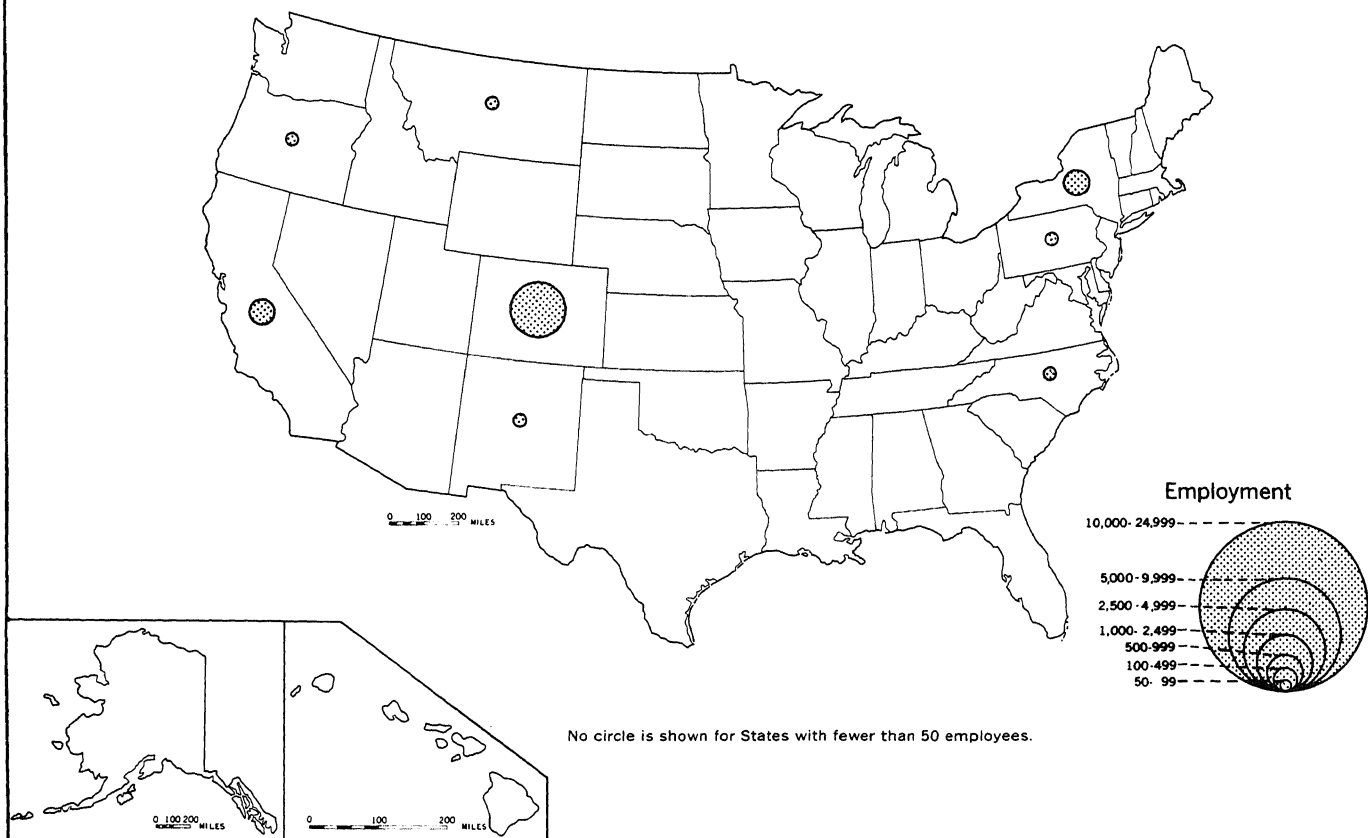 0 100 200 MILES
Employment
10,000-24,999
5,000-9,999
2,500-4,999
1,000-2,499
500-999
100-499
50-99
No circle is shown for States with fewer than 50 employees.
0 100 200 MILES
0 100 200 MILES